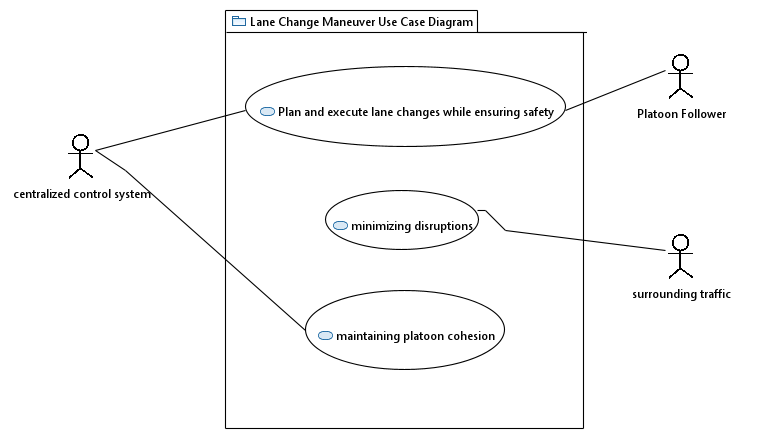 Lane Change Maneuver Use Case Diagram
Plan and execute lane changes while ensuring safety
Platoon Follower
centralized control system
minimizing disruptions
surrounding traffic
maintaining platoon cohesion